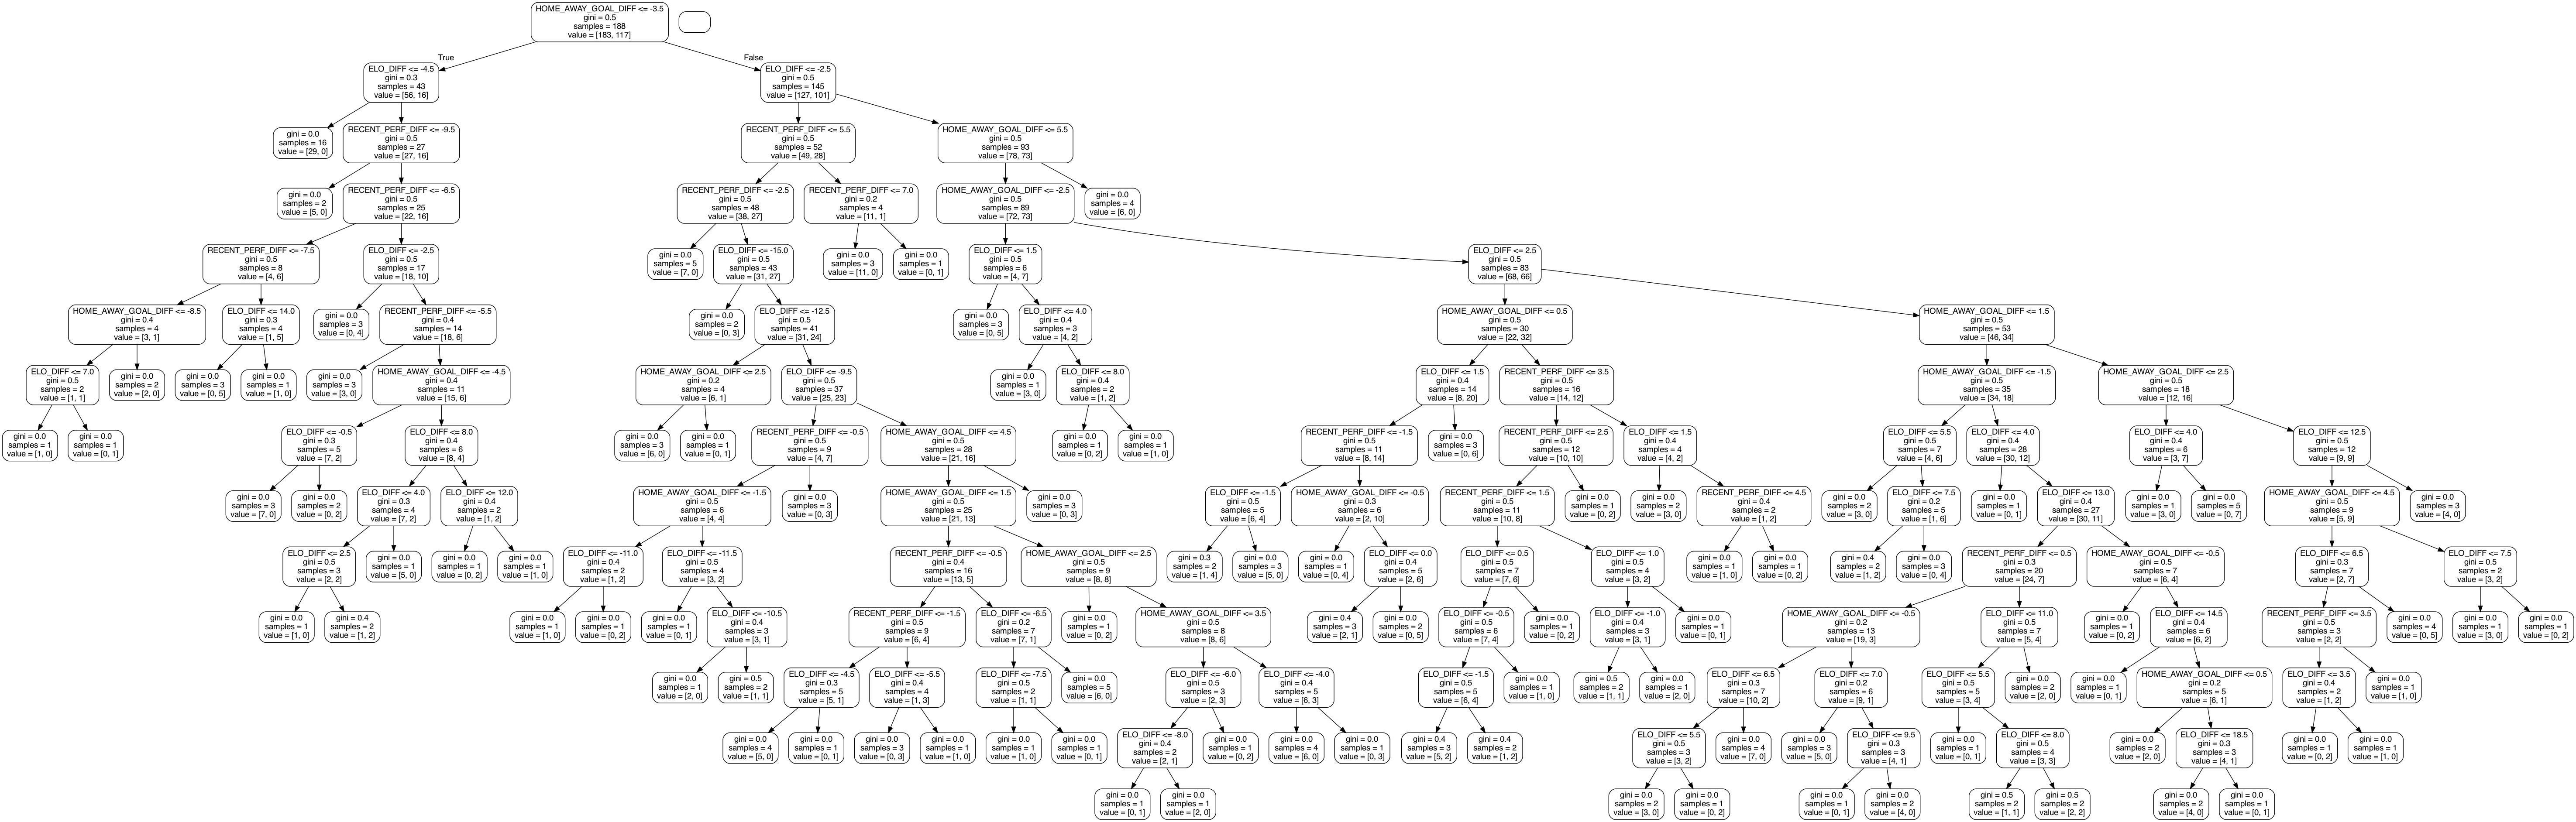 HOME_AWAY_GOAL_DIFF <= -3.5
gini = 0.5
samples = 188
value = [183, 117]
True
False
ELO_DIFF <= -4.5
gini = 0.3
samples = 43
value = [56, 16]
ELO_DIFF <= -2.5
gini = 0.5
samples = 145
value = [127, 101]
gini = 0.0
samples = 16
value = [29, 0]
RECENT_PERF_DIFF <= -9.5
gini = 0.5
samples = 27
value = [27, 16]
RECENT_PERF_DIFF <= 5.5
gini = 0.5
samples = 52
value = [49, 28]
HOME_AWAY_GOAL_DIFF <= 5.5
gini = 0.5
samples = 93
value = [78, 73]
gini = 0.0
samples = 2
value = [5, 0]
RECENT_PERF_DIFF <= -6.5
gini = 0.5
samples = 25
value = [22, 16]
RECENT_PERF_DIFF <= -2.5
gini = 0.5
samples = 48
value = [38, 27]
RECENT_PERF_DIFF <= 7.0
gini = 0.2
samples = 4
value = [11, 1]
HOME_AWAY_GOAL_DIFF <= -2.5
gini = 0.5
samples = 89
value = [72, 73]
gini = 0.0
samples = 4
value = [6, 0]
RECENT_PERF_DIFF <= -7.5
gini = 0.5
samples = 8
value = [4, 6]
ELO_DIFF <= -2.5
gini = 0.5
samples = 17
value = [18, 10]
gini = 0.0
samples = 5
value = [7, 0]
ELO_DIFF <= -15.0
gini = 0.5
samples = 43
value = [31, 27]
gini = 0.0
samples = 3
value = [11, 0]
gini = 0.0
samples = 1
value = [0, 1]
ELO_DIFF <= 1.5
gini = 0.5
samples = 6
value = [4, 7]
ELO_DIFF <= 2.5
gini = 0.5
samples = 83
value = [68, 66]
HOME_AWAY_GOAL_DIFF <= -8.5
gini = 0.4
samples = 4
value = [3, 1]
ELO_DIFF <= 14.0
gini = 0.3
samples = 4
value = [1, 5]
gini = 0.0
samples = 3
value = [0, 4]
RECENT_PERF_DIFF <= -5.5
gini = 0.4
samples = 14
value = [18, 6]
gini = 0.0
samples = 2
value = [0, 3]
ELO_DIFF <= -12.5
gini = 0.5
samples = 41
value = [31, 24]
gini = 0.0
samples = 3
value = [0, 5]
ELO_DIFF <= 4.0
gini = 0.4
samples = 3
value = [4, 2]
HOME_AWAY_GOAL_DIFF <= 0.5
gini = 0.5
samples = 30
value = [22, 32]
HOME_AWAY_GOAL_DIFF <= 1.5
gini = 0.5
samples = 53
value = [46, 34]
ELO_DIFF <= 7.0
gini = 0.5
samples = 2
value = [1, 1]
gini = 0.0
samples = 2
value = [2, 0]
gini = 0.0
samples = 3
value = [0, 5]
gini = 0.0
samples = 1
value = [1, 0]
gini = 0.0
samples = 3
value = [3, 0]
HOME_AWAY_GOAL_DIFF <= -4.5
gini = 0.4
samples = 11
value = [15, 6]
HOME_AWAY_GOAL_DIFF <= 2.5
gini = 0.2
samples = 4
value = [6, 1]
ELO_DIFF <= -9.5
gini = 0.5
samples = 37
value = [25, 23]
gini = 0.0
samples = 1
value = [3, 0]
ELO_DIFF <= 8.0
gini = 0.4
samples = 2
value = [1, 2]
ELO_DIFF <= 1.5
gini = 0.4
samples = 14
value = [8, 20]
RECENT_PERF_DIFF <= 3.5
gini = 0.5
samples = 16
value = [14, 12]
HOME_AWAY_GOAL_DIFF <= -1.5
gini = 0.5
samples = 35
value = [34, 18]
HOME_AWAY_GOAL_DIFF <= 2.5
gini = 0.5
samples = 18
value = [12, 16]
gini = 0.0
samples = 1
value = [1, 0]
gini = 0.0
samples = 1
value = [0, 1]
ELO_DIFF <= -0.5
gini = 0.3
samples = 5
value = [7, 2]
ELO_DIFF <= 8.0
gini = 0.4
samples = 6
value = [8, 4]
gini = 0.0
samples = 3
value = [6, 0]
gini = 0.0
samples = 1
value = [0, 1]
RECENT_PERF_DIFF <= -0.5
gini = 0.5
samples = 9
value = [4, 7]
HOME_AWAY_GOAL_DIFF <= 4.5
gini = 0.5
samples = 28
value = [21, 16]
gini = 0.0
samples = 1
value = [0, 2]
gini = 0.0
samples = 1
value = [1, 0]
RECENT_PERF_DIFF <= -1.5
gini = 0.5
samples = 11
value = [8, 14]
gini = 0.0
samples = 3
value = [0, 6]
RECENT_PERF_DIFF <= 2.5
gini = 0.5
samples = 12
value = [10, 10]
ELO_DIFF <= 1.5
gini = 0.4
samples = 4
value = [4, 2]
ELO_DIFF <= 5.5
gini = 0.5
samples = 7
value = [4, 6]
ELO_DIFF <= 4.0
gini = 0.4
samples = 28
value = [30, 12]
ELO_DIFF <= 4.0
gini = 0.4
samples = 6
value = [3, 7]
ELO_DIFF <= 12.5
gini = 0.5
samples = 12
value = [9, 9]
gini = 0.0
samples = 3
value = [7, 0]
gini = 0.0
samples = 2
value = [0, 2]
ELO_DIFF <= 4.0
gini = 0.3
samples = 4
value = [7, 2]
ELO_DIFF <= 12.0
gini = 0.4
samples = 2
value = [1, 2]
HOME_AWAY_GOAL_DIFF <= -1.5
gini = 0.5
samples = 6
value = [4, 4]
gini = 0.0
samples = 3
value = [0, 3]
HOME_AWAY_GOAL_DIFF <= 1.5
gini = 0.5
samples = 25
value = [21, 13]
gini = 0.0
samples = 3
value = [0, 3]
ELO_DIFF <= -1.5
gini = 0.5
samples = 5
value = [6, 4]
HOME_AWAY_GOAL_DIFF <= -0.5
gini = 0.3
samples = 6
value = [2, 10]
RECENT_PERF_DIFF <= 1.5
gini = 0.5
samples = 11
value = [10, 8]
gini = 0.0
samples = 1
value = [0, 2]
gini = 0.0
samples = 2
value = [3, 0]
RECENT_PERF_DIFF <= 4.5
gini = 0.4
samples = 2
value = [1, 2]
gini = 0.0
samples = 2
value = [3, 0]
ELO_DIFF <= 7.5
gini = 0.2
samples = 5
value = [1, 6]
gini = 0.0
samples = 1
value = [0, 1]
ELO_DIFF <= 13.0
gini = 0.4
samples = 27
value = [30, 11]
gini = 0.0
samples = 1
value = [3, 0]
gini = 0.0
samples = 5
value = [0, 7]
HOME_AWAY_GOAL_DIFF <= 4.5
gini = 0.5
samples = 9
value = [5, 9]
gini = 0.0
samples = 3
value = [4, 0]
ELO_DIFF <= 2.5
gini = 0.5
samples = 3
value = [2, 2]
gini = 0.0
samples = 1
value = [5, 0]
gini = 0.0
samples = 1
value = [0, 2]
gini = 0.0
samples = 1
value = [1, 0]
ELO_DIFF <= -11.0
gini = 0.4
samples = 2
value = [1, 2]
ELO_DIFF <= -11.5
gini = 0.5
samples = 4
value = [3, 2]
RECENT_PERF_DIFF <= -0.5
gini = 0.4
samples = 16
value = [13, 5]
HOME_AWAY_GOAL_DIFF <= 2.5
gini = 0.5
samples = 9
value = [8, 8]
gini = 0.3
samples = 2
value = [1, 4]
gini = 0.0
samples = 3
value = [5, 0]
gini = 0.0
samples = 1
value = [0, 4]
ELO_DIFF <= 0.0
gini = 0.4
samples = 5
value = [2, 6]
ELO_DIFF <= 0.5
gini = 0.5
samples = 7
value = [7, 6]
ELO_DIFF <= 1.0
gini = 0.5
samples = 4
value = [3, 2]
gini = 0.0
samples = 1
value = [1, 0]
gini = 0.0
samples = 1
value = [0, 2]
gini = 0.4
samples = 2
value = [1, 2]
gini = 0.0
samples = 3
value = [0, 4]
RECENT_PERF_DIFF <= 0.5
gini = 0.3
samples = 20
value = [24, 7]
HOME_AWAY_GOAL_DIFF <= -0.5
gini = 0.5
samples = 7
value = [6, 4]
ELO_DIFF <= 6.5
gini = 0.3
samples = 7
value = [2, 7]
ELO_DIFF <= 7.5
gini = 0.5
samples = 2
value = [3, 2]
gini = 0.0
samples = 1
value = [1, 0]
gini = 0.4
samples = 2
value = [1, 2]
gini = 0.0
samples = 1
value = [1, 0]
gini = 0.0
samples = 1
value = [0, 2]
gini = 0.0
samples = 1
value = [0, 1]
ELO_DIFF <= -10.5
gini = 0.4
samples = 3
value = [3, 1]
RECENT_PERF_DIFF <= -1.5
gini = 0.5
samples = 9
value = [6, 4]
ELO_DIFF <= -6.5
gini = 0.2
samples = 7
value = [7, 1]
gini = 0.0
samples = 1
value = [0, 2]
HOME_AWAY_GOAL_DIFF <= 3.5
gini = 0.5
samples = 8
value = [8, 6]
gini = 0.4
samples = 3
value = [2, 1]
gini = 0.0
samples = 2
value = [0, 5]
ELO_DIFF <= -0.5
gini = 0.5
samples = 6
value = [7, 4]
gini = 0.0
samples = 1
value = [0, 2]
ELO_DIFF <= -1.0
gini = 0.4
samples = 3
value = [3, 1]
gini = 0.0
samples = 1
value = [0, 1]
HOME_AWAY_GOAL_DIFF <= -0.5
gini = 0.2
samples = 13
value = [19, 3]
ELO_DIFF <= 11.0
gini = 0.5
samples = 7
value = [5, 4]
gini = 0.0
samples = 1
value = [0, 2]
ELO_DIFF <= 14.5
gini = 0.4
samples = 6
value = [6, 2]
RECENT_PERF_DIFF <= 3.5
gini = 0.5
samples = 3
value = [2, 2]
gini = 0.0
samples = 4
value = [0, 5]
gini = 0.0
samples = 1
value = [3, 0]
gini = 0.0
samples = 1
value = [0, 2]
gini = 0.0
samples = 1
value = [2, 0]
gini = 0.5
samples = 2
value = [1, 1]
ELO_DIFF <= -4.5
gini = 0.3
samples = 5
value = [5, 1]
ELO_DIFF <= -5.5
gini = 0.4
samples = 4
value = [1, 3]
ELO_DIFF <= -7.5
gini = 0.5
samples = 2
value = [1, 1]
gini = 0.0
samples = 5
value = [6, 0]
ELO_DIFF <= -6.0
gini = 0.5
samples = 3
value = [2, 3]
ELO_DIFF <= -4.0
gini = 0.4
samples = 5
value = [6, 3]
ELO_DIFF <= -1.5
gini = 0.5
samples = 5
value = [6, 4]
gini = 0.0
samples = 1
value = [1, 0]
gini = 0.5
samples = 2
value = [1, 1]
gini = 0.0
samples = 1
value = [2, 0]
ELO_DIFF <= 6.5
gini = 0.3
samples = 7
value = [10, 2]
ELO_DIFF <= 7.0
gini = 0.2
samples = 6
value = [9, 1]
ELO_DIFF <= 5.5
gini = 0.5
samples = 5
value = [3, 4]
gini = 0.0
samples = 2
value = [2, 0]
gini = 0.0
samples = 1
value = [0, 1]
HOME_AWAY_GOAL_DIFF <= 0.5
gini = 0.2
samples = 5
value = [6, 1]
ELO_DIFF <= 3.5
gini = 0.4
samples = 2
value = [1, 2]
gini = 0.0
samples = 1
value = [1, 0]
gini = 0.0
samples = 4
value = [5, 0]
gini = 0.0
samples = 1
value = [0, 1]
gini = 0.0
samples = 3
value = [0, 3]
gini = 0.0
samples = 1
value = [1, 0]
gini = 0.0
samples = 1
value = [1, 0]
gini = 0.0
samples = 1
value = [0, 1]
ELO_DIFF <= -8.0
gini = 0.4
samples = 2
value = [2, 1]
gini = 0.0
samples = 1
value = [0, 2]
gini = 0.0
samples = 4
value = [6, 0]
gini = 0.0
samples = 1
value = [0, 3]
gini = 0.4
samples = 3
value = [5, 2]
gini = 0.4
samples = 2
value = [1, 2]
ELO_DIFF <= 5.5
gini = 0.5
samples = 3
value = [3, 2]
gini = 0.0
samples = 4
value = [7, 0]
gini = 0.0
samples = 3
value = [5, 0]
ELO_DIFF <= 9.5
gini = 0.3
samples = 3
value = [4, 1]
gini = 0.0
samples = 1
value = [0, 1]
ELO_DIFF <= 8.0
gini = 0.5
samples = 4
value = [3, 3]
gini = 0.0
samples = 2
value = [2, 0]
ELO_DIFF <= 18.5
gini = 0.3
samples = 3
value = [4, 1]
gini = 0.0
samples = 1
value = [0, 2]
gini = 0.0
samples = 1
value = [1, 0]
gini = 0.0
samples = 1
value = [0, 1]
gini = 0.0
samples = 1
value = [2, 0]
gini = 0.0
samples = 2
value = [3, 0]
gini = 0.0
samples = 1
value = [0, 2]
gini = 0.0
samples = 1
value = [0, 1]
gini = 0.0
samples = 2
value = [4, 0]
gini = 0.5
samples = 2
value = [1, 1]
gini = 0.5
samples = 2
value = [2, 2]
gini = 0.0
samples = 2
value = [4, 0]
gini = 0.0
samples = 1
value = [0, 1]